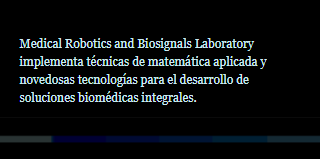 Medical Robotics and Biosignals Laboratory
implementa técnicas de matemática aplicada y
novedosas tecnologías para el desarrollo de
soluciones biomédicas integrales.